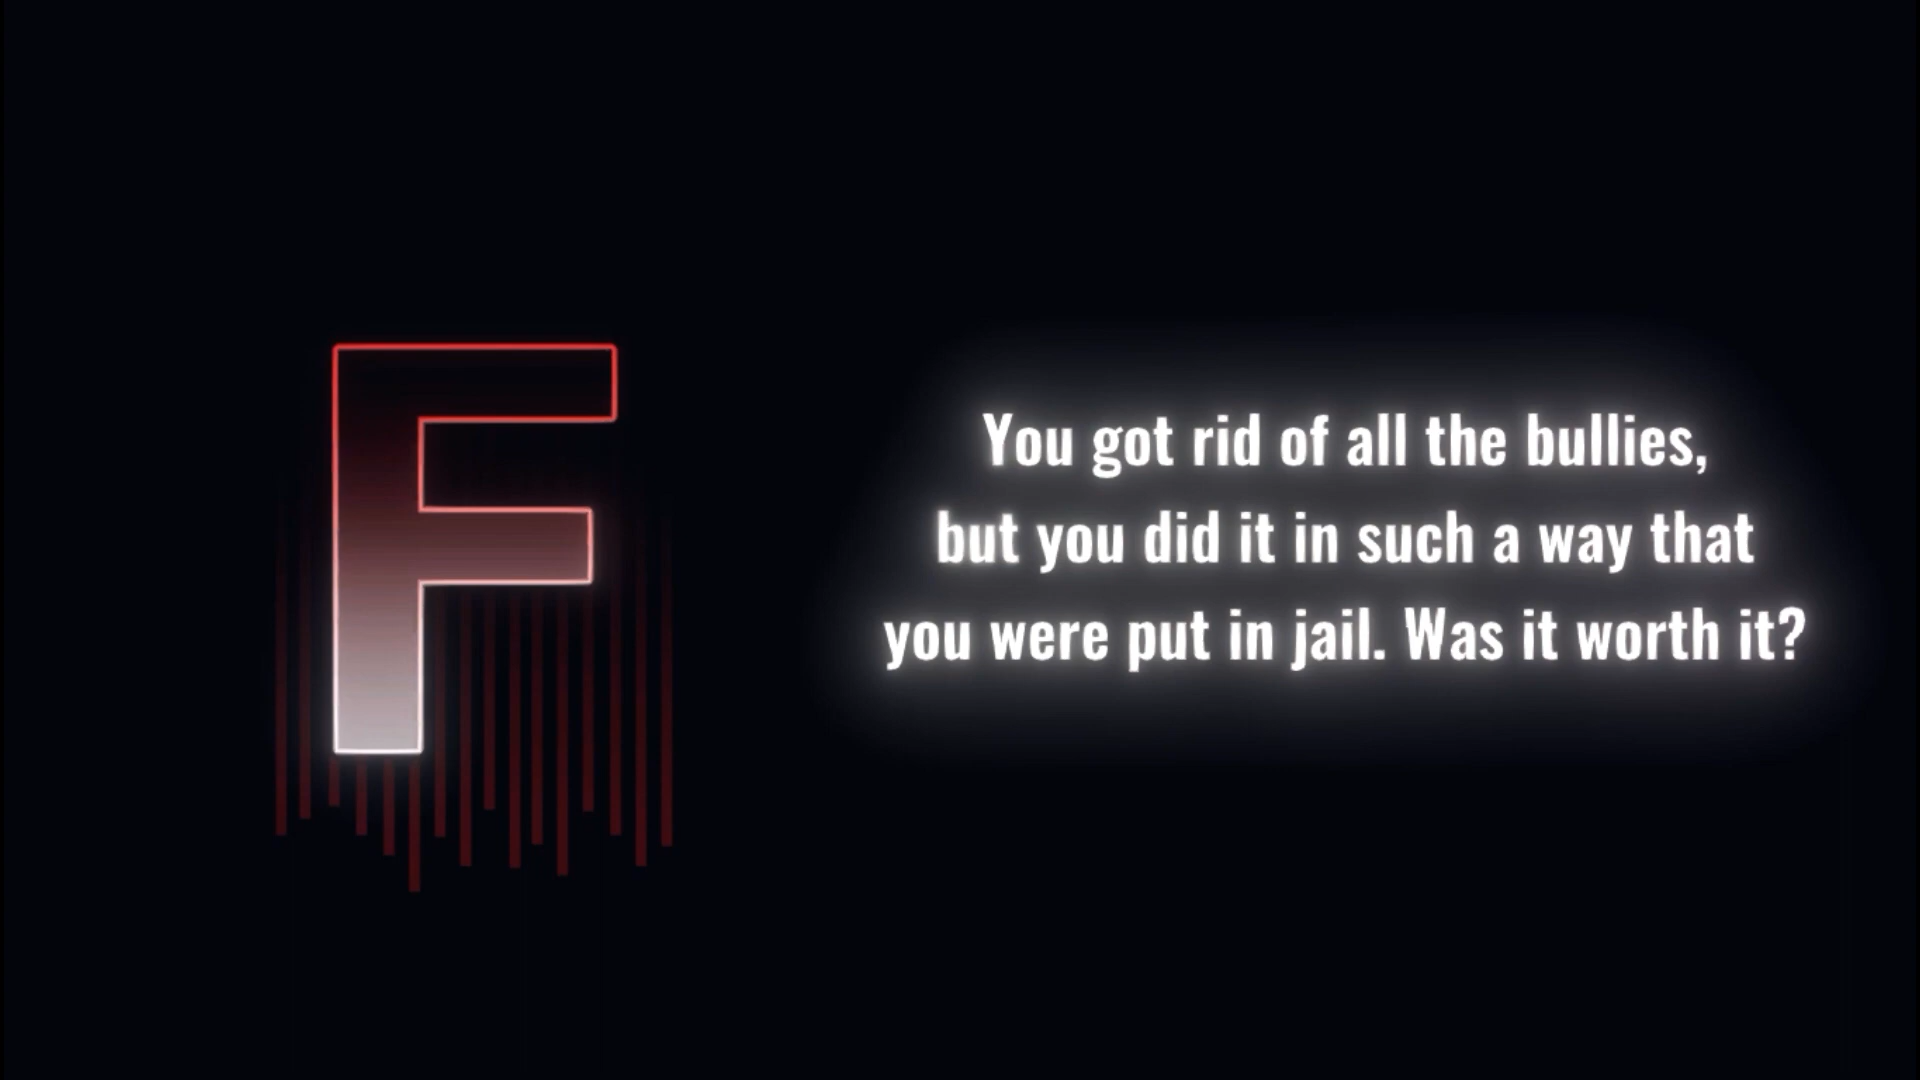 F
You got rid of all the bullies,
but you did it in such a way that
you were put in jail. Was it worth it?